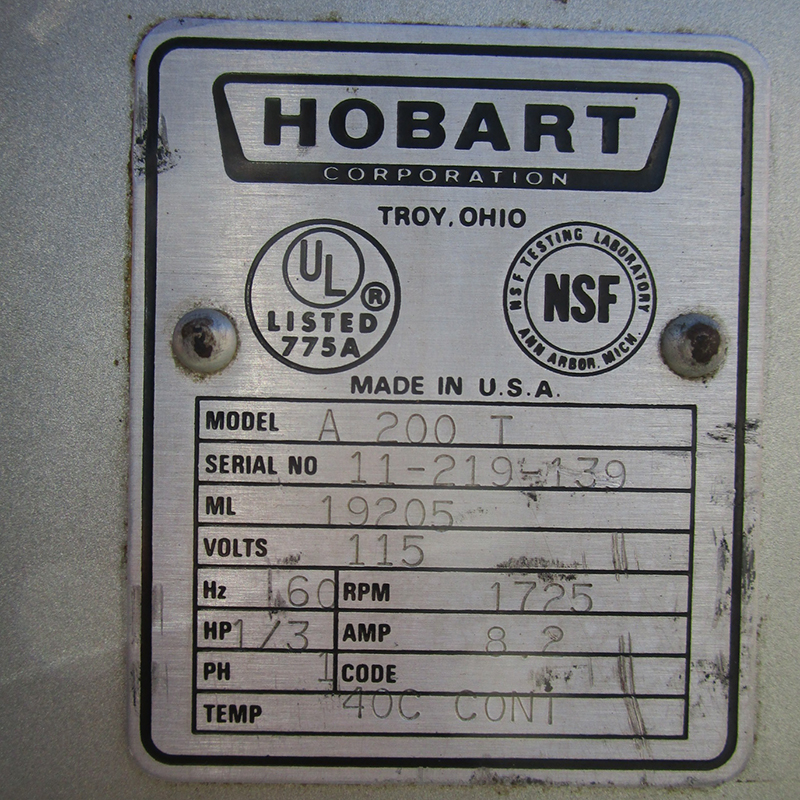 HOBART
CORPORATION
TROY, OHIO
UL ®
LISTED
775A
NSF TESTING LABORATORY
NSF
ANN ARBOR, MICH.
MADE IN U.S.A.
MODEL A 200 T
SERIAL NO 11-219-139
ML 19205
VOLTS 115
Hz 60 RPM 1725
HP 1/3 AMP 8.2
PH 1 CODE
TEMP 40C CONT